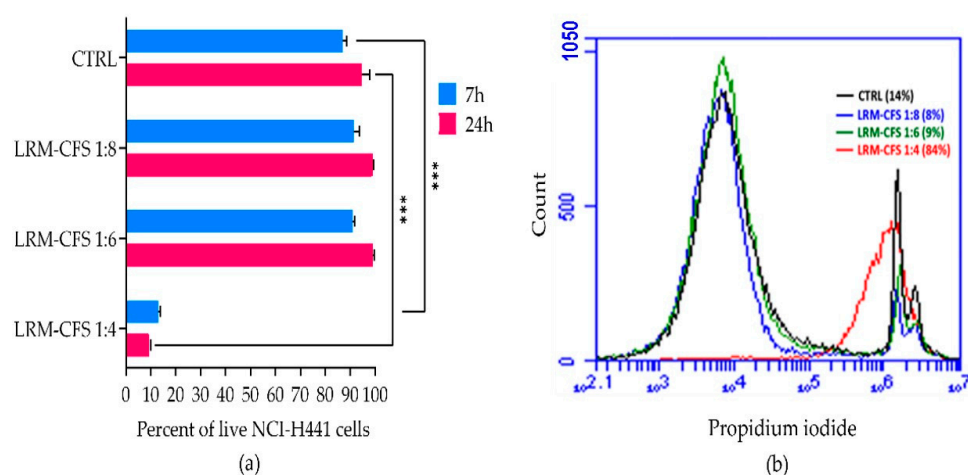 (a)
CTRL
LRM-CFS 1:8
LRM-CFS 1:6
LRM-CFS 1:4
7h
24h
***
***
0 10 20 30 40 50 60 70 80 90 100
Percent of live NCI-H441 cells
(a)
(b)
1050
500
0
Count
CTRL (14%)
LRM-CFS 1:8 (8%)
LRM-CFS 1:6 (9%)
LRM-CFS 1:4 (84%)
10^2.1 10^3 10^4 10^5 10^6 10^7
Propidium iodide
(b)